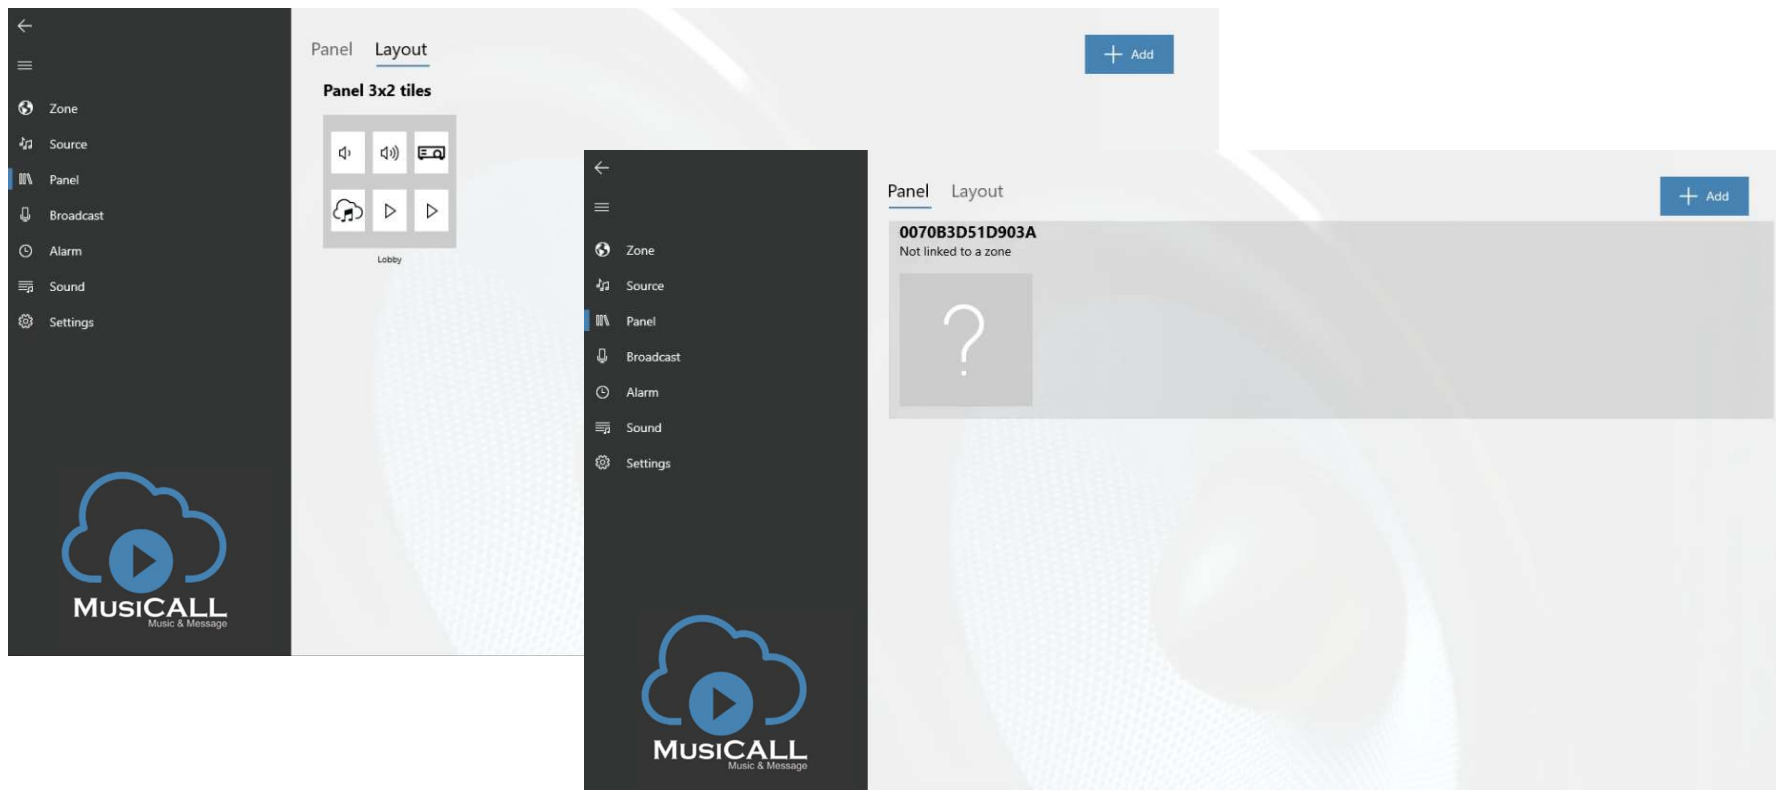 Panel Layout
Add
Panel 3x2 tiles
Zone
Source
Panel
Broadcast
Alarm
Sound
Settings
Lobby
MUSICALL
Music & Message
Panel Layout
Add
0070B3D51D903A
Not linked to a zone
?
Zone
Source
Panel
Broadcast
Alarm
Sound
Settings
MUSICALL
Music & Message